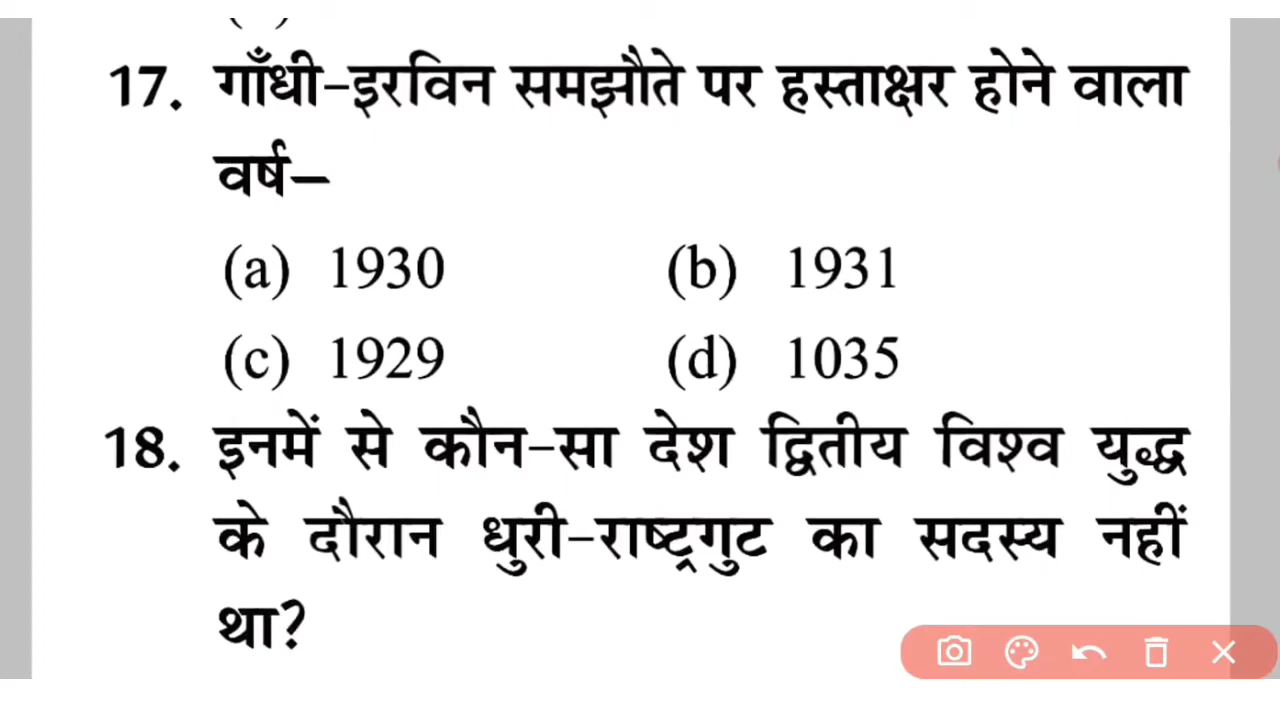 17. गाँधी-इरविन समझौते पर हस्ताक्षर होने वाला
वर्ष—
(a) 1930 (b) 1931
(c) 1929 (d) 1035
18. इनमें से कौन-सा देश द्वितीय विश्व युद्ध
के दौरान धुरी-राष्ट्रगुट का सदस्य नहीं
था?